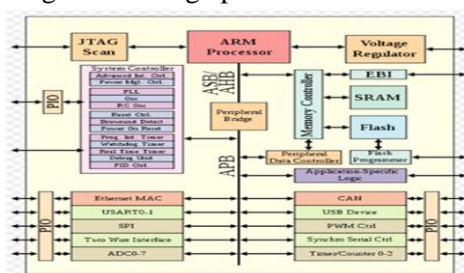 JTAG
Scan
ARM
Processor
Voltage
Regulator
System Controller
Advanced Int. Ctrl.
Power Mgt. Ctrl.
PLL
Osc
RC Osc
Reset Ctrl.
Brownout Detect
Power On Reset
Prog. Int. Timer
Watchdog Timer
Real Time Timer
Debug Unit
PID Ctrl.
PIO
ASB/
AHB
Peripheral
Bridge
APB
Memory Controller
EBI
SRAM
Flash
Peripheral
Data Controller
Flash
Programmer
Application-Specific
Logic
PIO
Ethernet MAC
USART0-1
SPI
Two Wire Interface
ADC0-7
CAN
USB Device
PWM Ctrl
Synchro Serial Ctrl
Timer/Counter 0-2
PIO